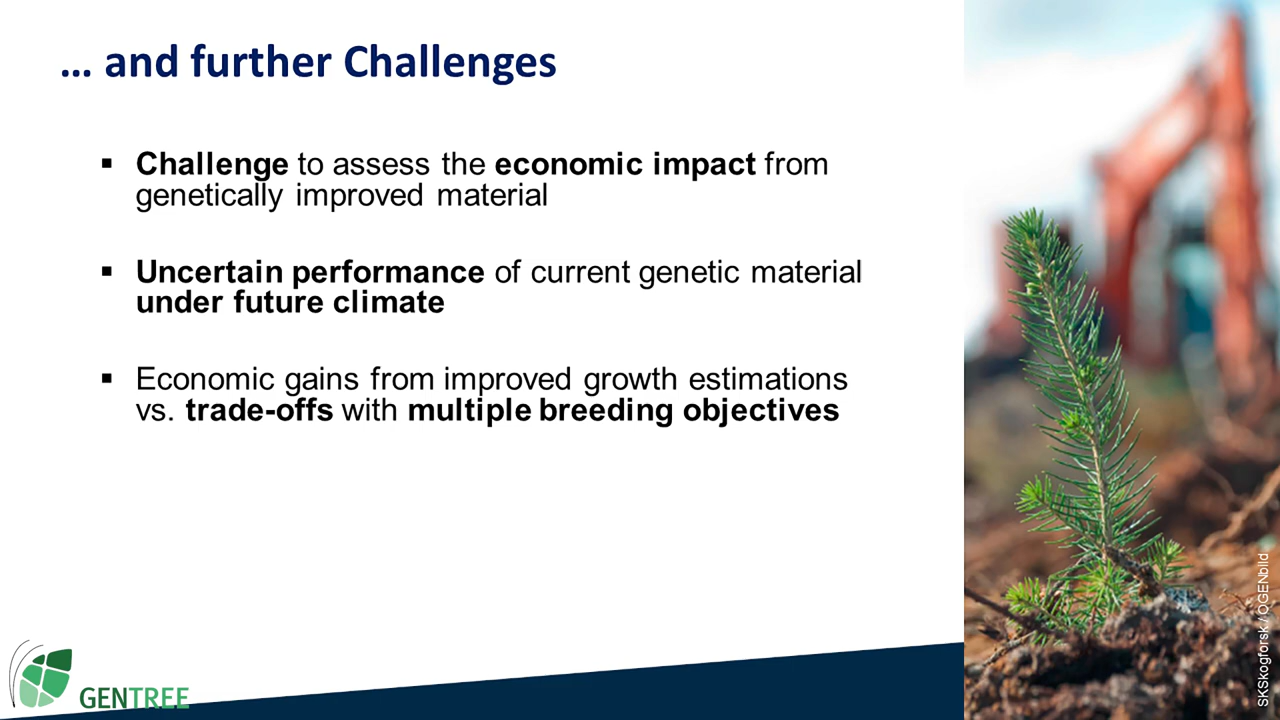 … and further Challenges
▪ Challenge to assess the economic impact from
genetically improved material
▪ Uncertain performance of current genetic material
under future climate
▪ Economic gains from improved growth estimations
vs. trade-offs with multiple breeding objectives
GENTREE
SKSkogforsk / OGENbild